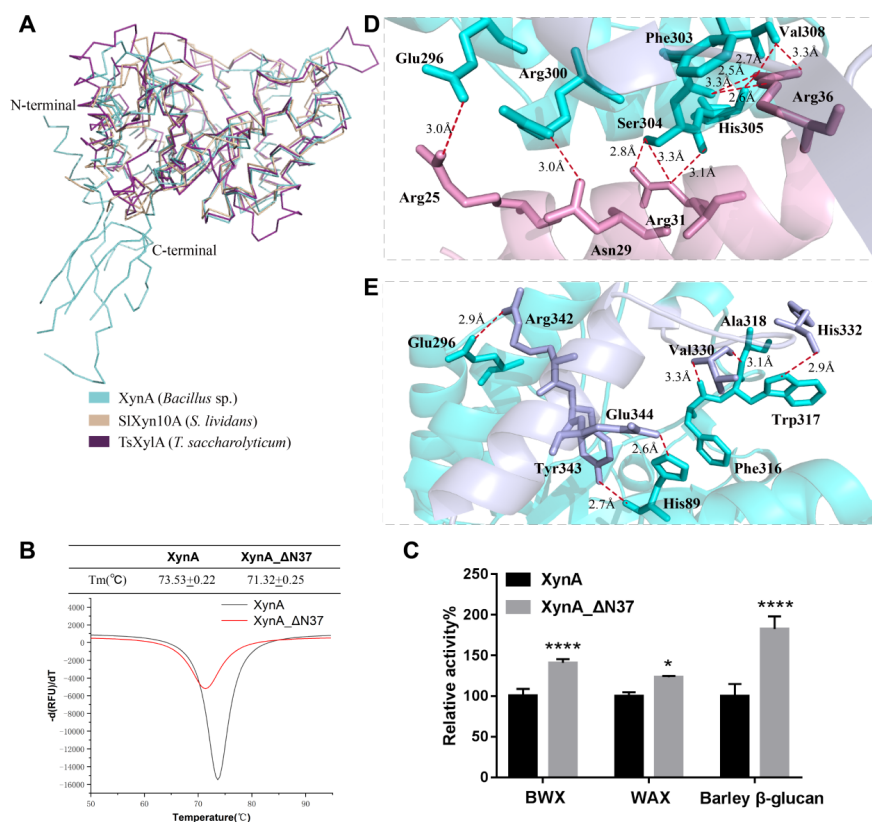 A
N-terminal
C-terminal
XynA (Bacillus sp.)
SlXyn10A (S. lividans)
TsXylA (T. saccharolyticum)
D
Glu296
Arg300
Phe303
Val308
3.3Å
2.7Å
2.5Å
3.3Å
2.6Å
Arg36
Ser304
His305
3.0Å
3.0Å
2.8Å
3.3Å
3.1Å
Arg25
Arg31
Asn29
E
2.9Å
Arg342
Glu296
Ala318
His332
Val330
3.1Å
3.3Å
2.9Å
Glu344
Trp317
2.6Å
Phe316
Tyr343
His89
2.7Å
B
XynA XynA_ΔN37
Tm(℃) 73.53±0.22 71.32±0.25
XynA
XynA_ΔN37
4000
2000
0
-2000
-4000
-6000
-8000
-10000
-12000
-14000
-16000
-d(RFU)/dT
50 60 70 80 90
Temperature(℃)
C
XynA
XynA_ΔN37
200
150
100
50
0
Relative activity%
****
*
****
BWX WAX Barley β-glucan